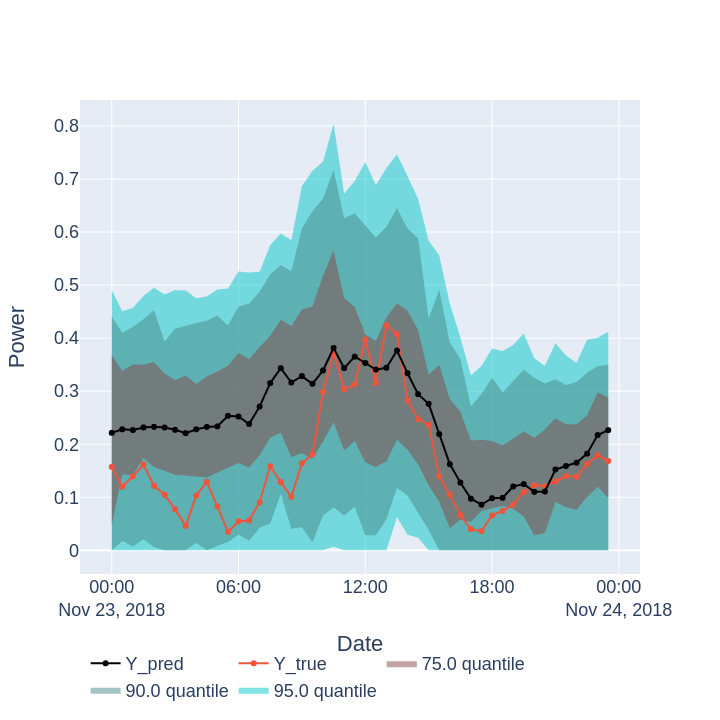 0.8
0.7
0.6
0.5
0.4
0.3
0.2
0.1
0
Power
00:00 06:00 12:00 18:00 00:00
Nov 23, 2018 Nov 24, 2018
Date
Y_pred Y_true 75.0 quantile
90.0 quantile 95.0 quantile